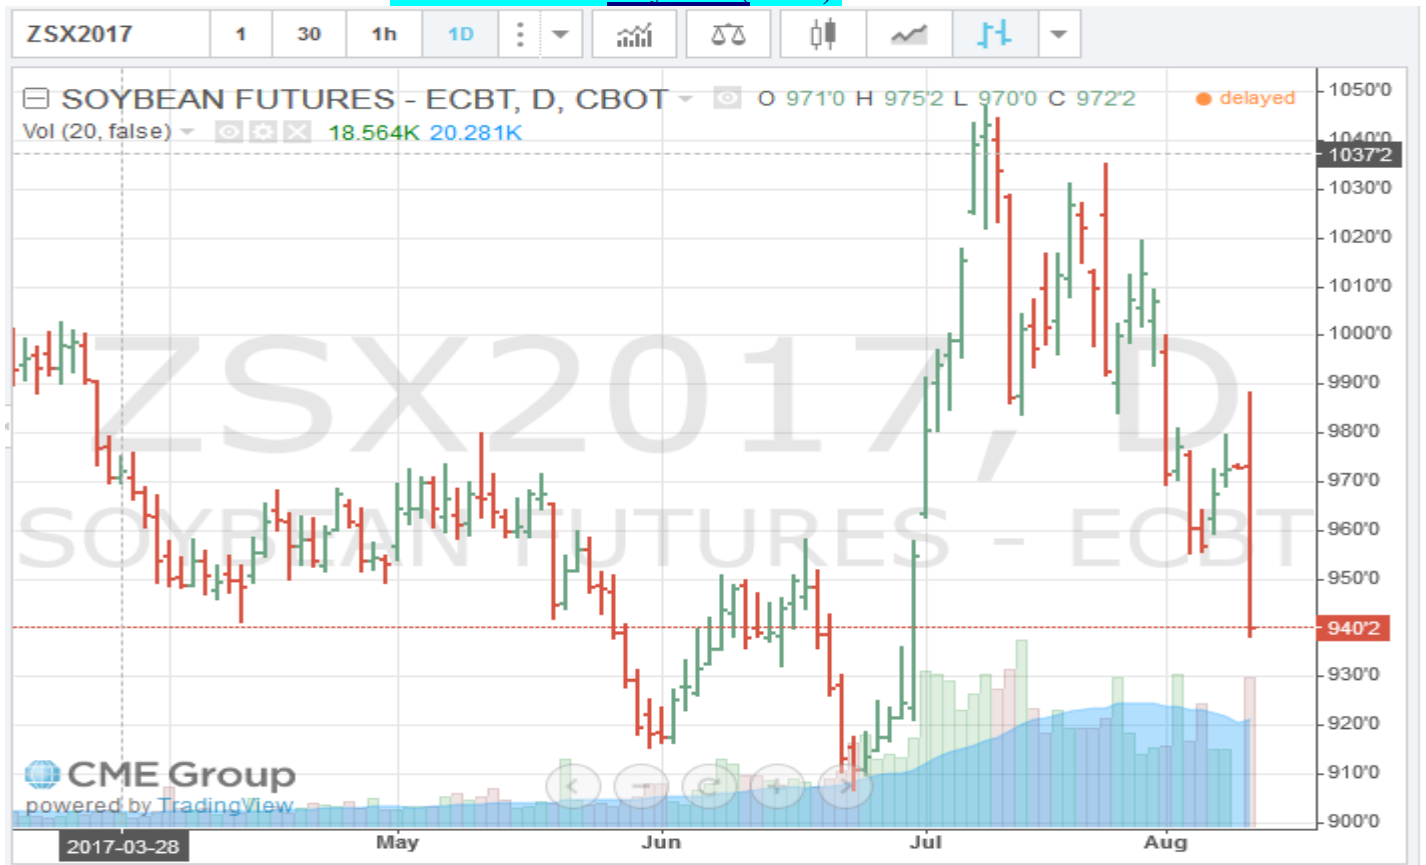 ZSX2017 1 30 1h 1D
SOYBEAN FUTURES - ECBT, D, CBOT O 971'0 H 975'2 L 970'0 C 972'2 delayed
Vol (20, false) 18.564K 20.281K
1050'0
1040'0
1037'2
1030'0
1020'0
1010'0
1000'0
990'0
980'0
970'0
960'0
950'0
940'2
930'0
920'0
910'0
900'0
ZSX2017, D
SOYBEAN FUTURES - ECBT
CME Group
powered by TradingView
2017-03-28 May Jun Jul Aug